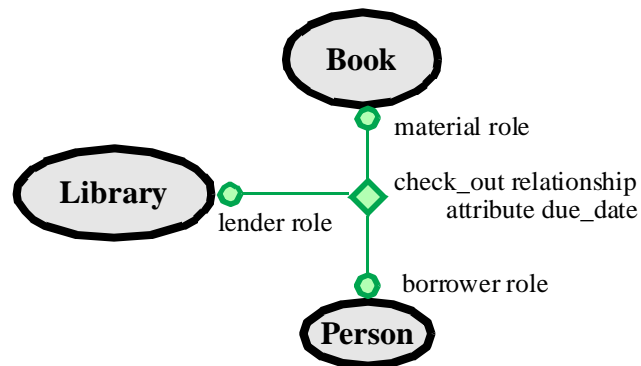 Book
material role
Library
check_out relationship
attribute due_date
lender role
borrower role
Person